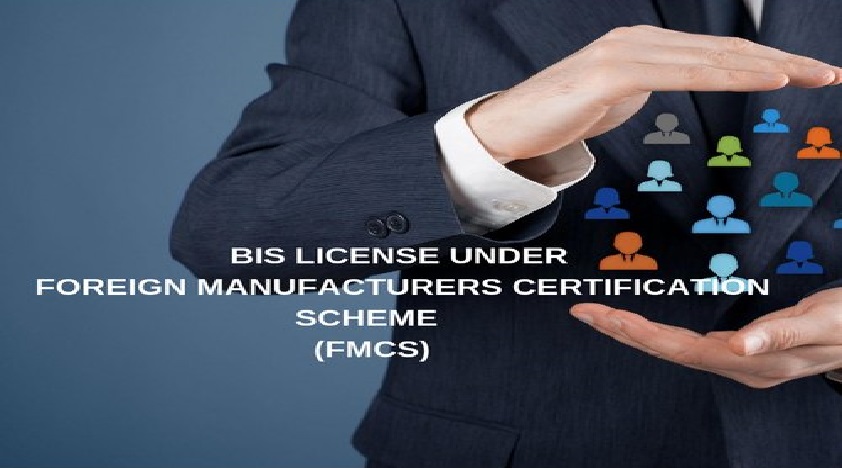 BIS LICENSE UNDER
FOREIGN MANUFACTURERS CERTIFICATION
SCHEME
(FMCS)